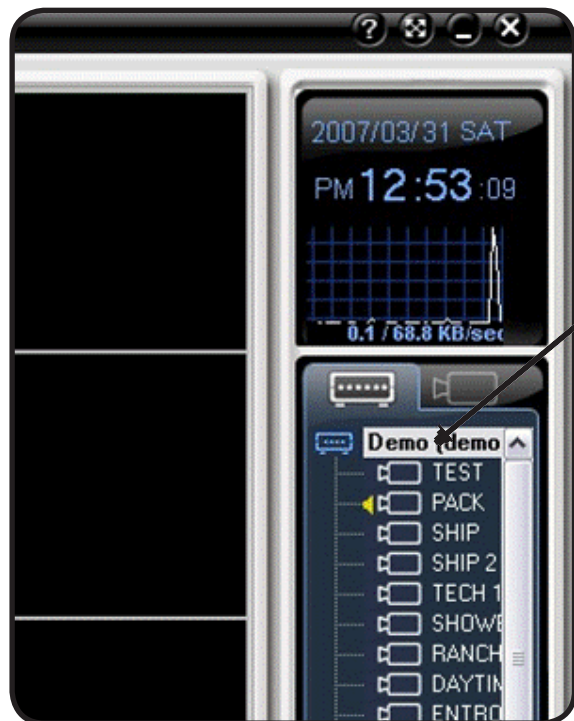 ?
2007/03/31 SAT
PM 12:53:09
0.1 / 68.8 KB/sec
Demo (demo
TEST
PACK
SHIP
SHIP 2
TECH 1
SHOWE
RANCH
DAYTIM
ENTRO